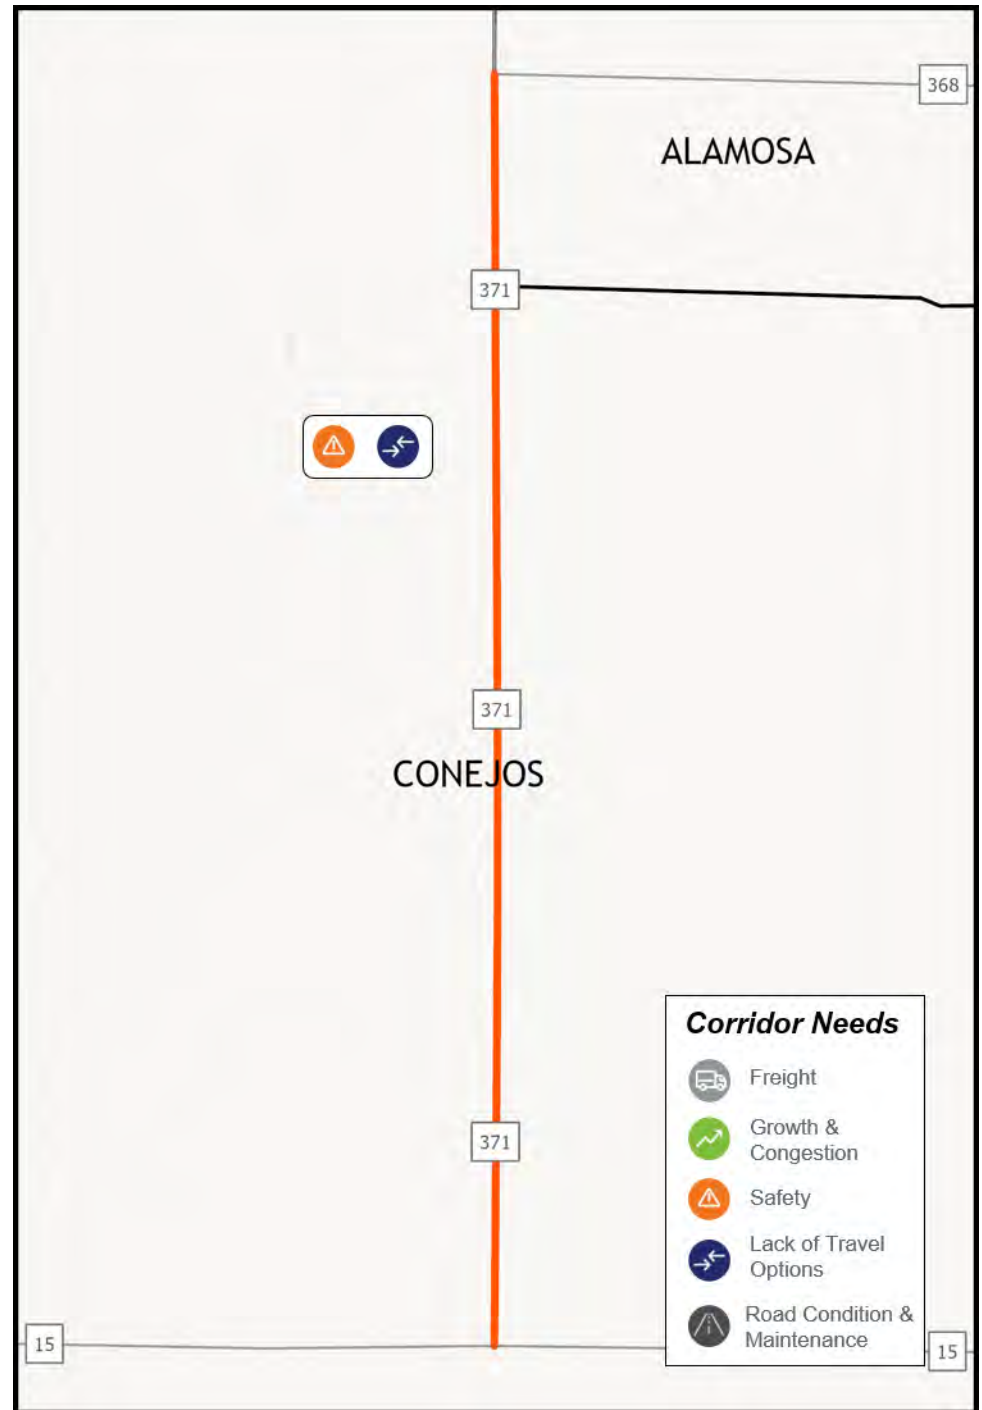 368
ALAMOSA
371
371
CONEJOS
Corridor Needs
Freight
Growth &
Congestion
Safety
Lack of Travel
Options
Road Condition &
Maintenance
371
15
15